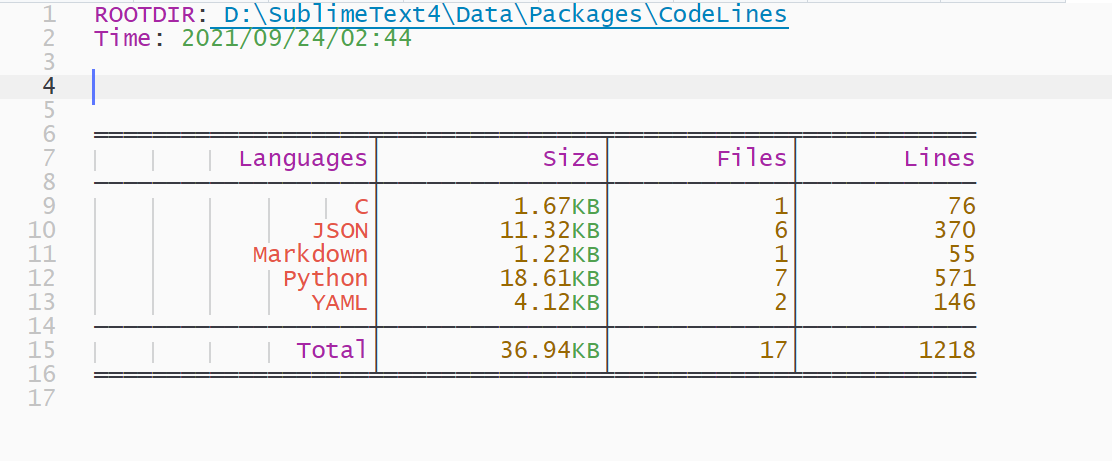 1 ROOTDIR: D:\SublimeText4\Data\Packages\CodeLines
2 Time: 2021/09/24/02:44
3
4
5
6
7 Languages Size Files Lines
8
9 C 1.67KB 1 76
10 JSON 11.32KB 6 370
11 Markdown 1.22KB 1 55
12 Python 18.61KB 7 571
13 YAML 4.12KB 2 146
14
15 Total 36.94KB 17 1218
16
17